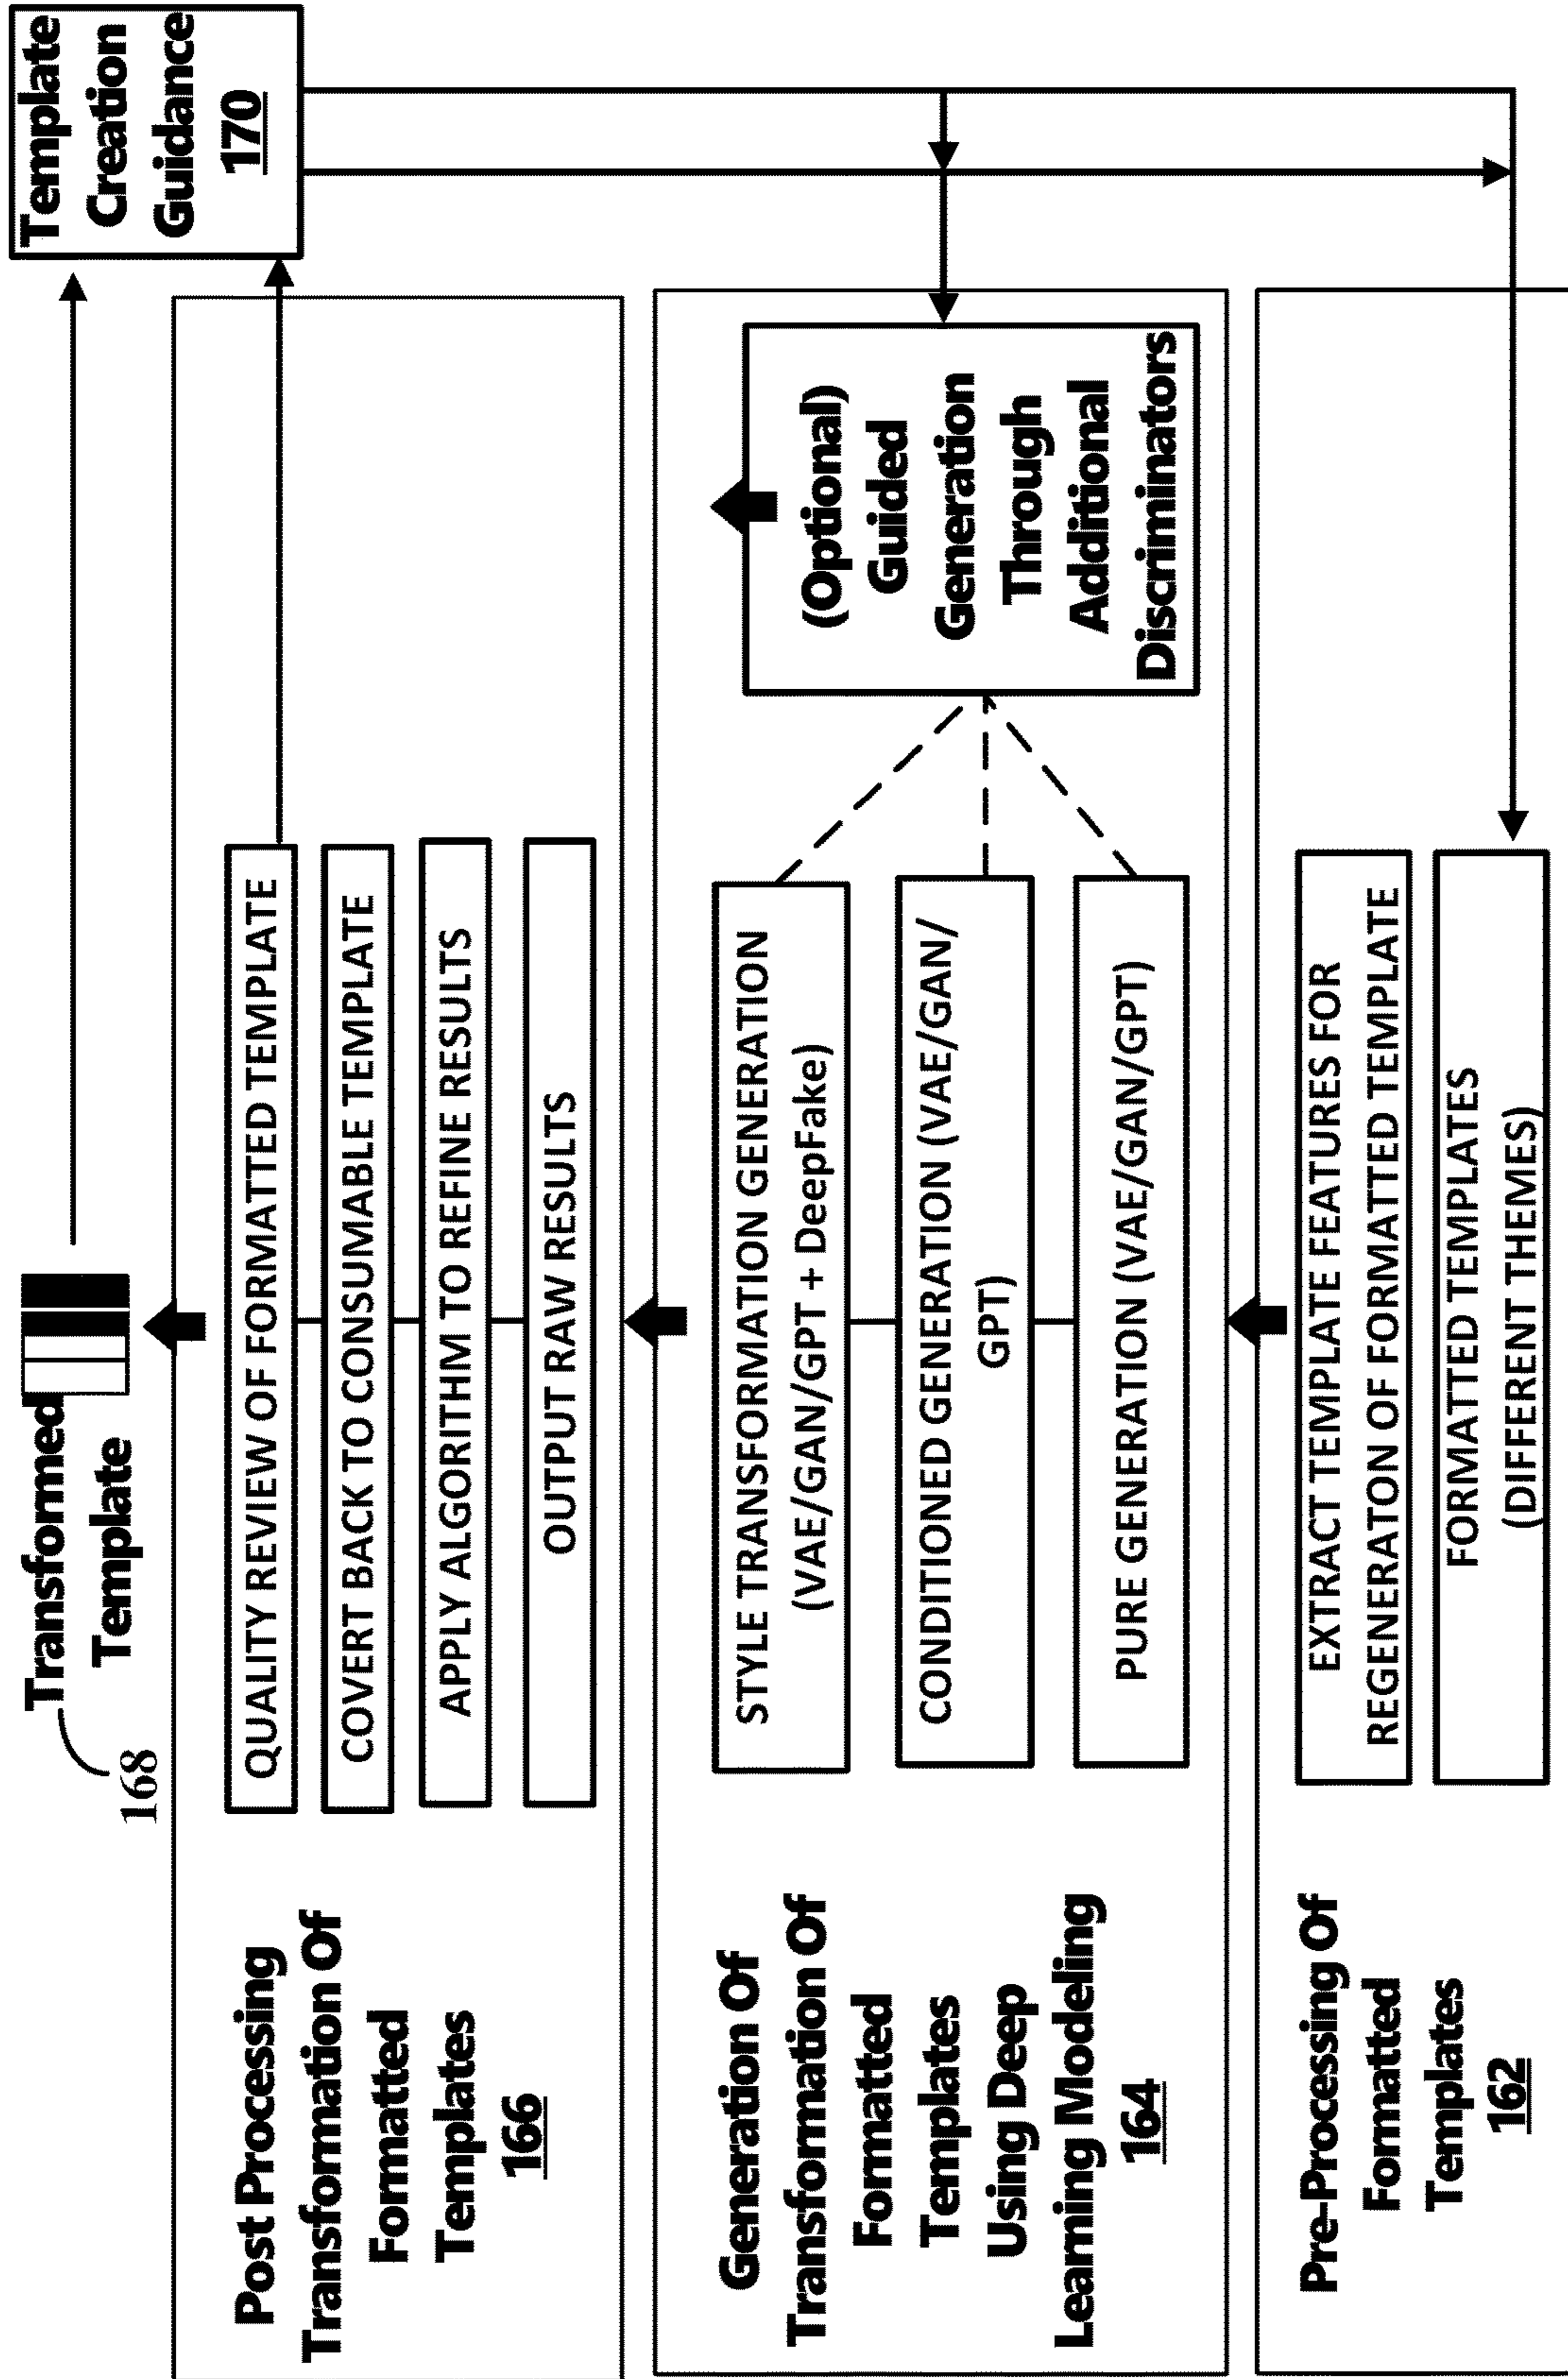 Transformed
Template
168
Template
Creation
Guidance
170
Post Processing
Transformation Of
Formatted
Templates
166
QUALITY REVIEW OF FORMATTED TEMPLATE
COVERT BACK TO CONSUMABLE TEMPLATE
APPLY ALGORITHM TO REFINE RESULTS
OUTPUT RAW RESULTS
Generation Of
Transformation Of
Formatted
Templates
Using Deep
Learning Modeling
164
STYLE TRANSFORMATION GENERATION
(VAE/GAN/GPT + DeepFake)
CONDITIONED GENERATION (VAE/GAN/
GPT)
PURE GENERATION (VAE/GAN/GPT)
(Optional)
Guided
Generation
Through
Additional
Discriminators
Pre-Processing Of
Formatted
Templates
162
EXTRACT TEMPLATE FEATURES FOR
REGENERATON OF FORMATTED TEMPLATE
FORMATTED TEMPLATES
(DIFFERENT THEMES)